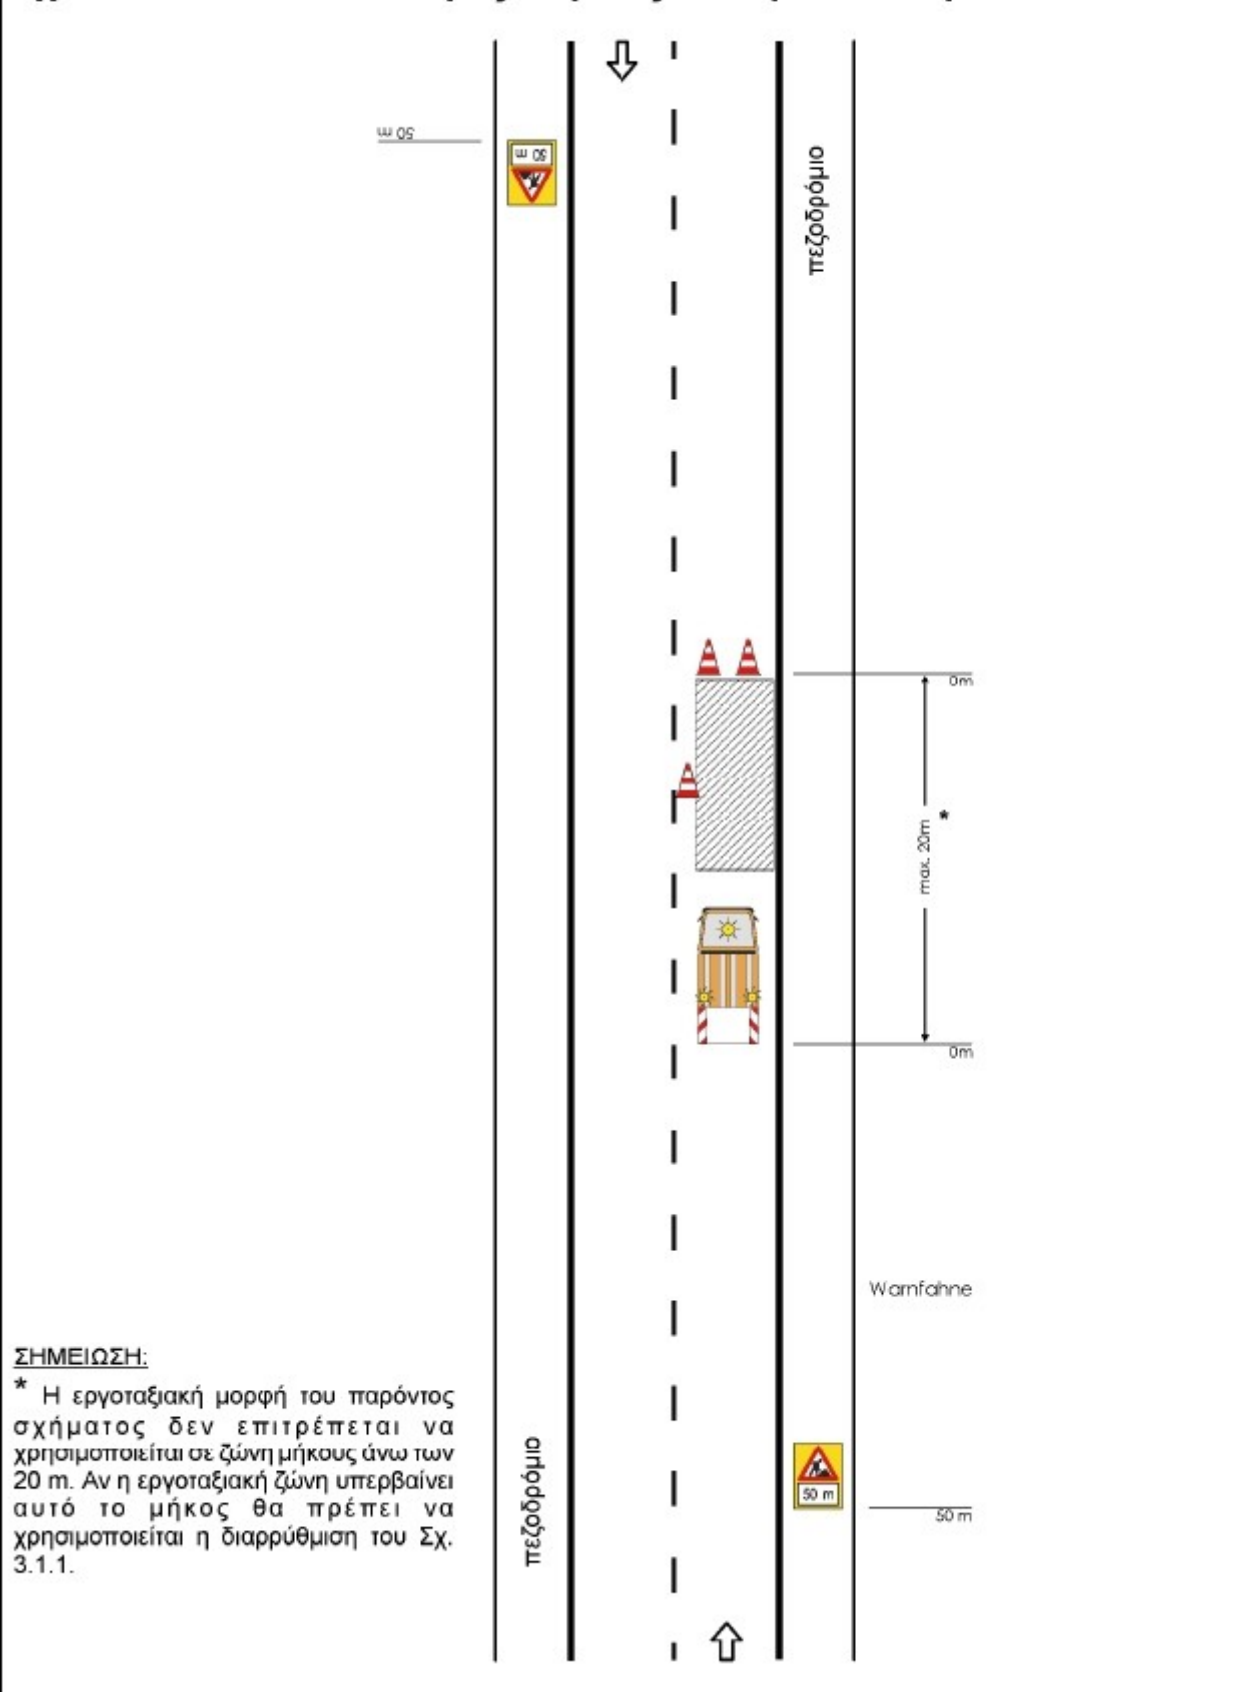 50 m
50 m
πεζοδρόμιο
0m
max. 20m *
0m
Warnfahne
ΣΗΜΕΙΩΣΗ:
* Η εργοταξιακή μορφή του παρόντος
σχήματος δεν επιτρέπεται να
χρησιμοποιείται σε ζώνη μήκους άνω των
20 m. Αν η εργοταξιακή ζώνη υπερβαίνει
αυτό το μήκος θα πρέπει να
χρησιμοποιείται η διαρρύθμιση του Σχ.
3.1.1.
πεζοδρόμιο
50 m
50 m